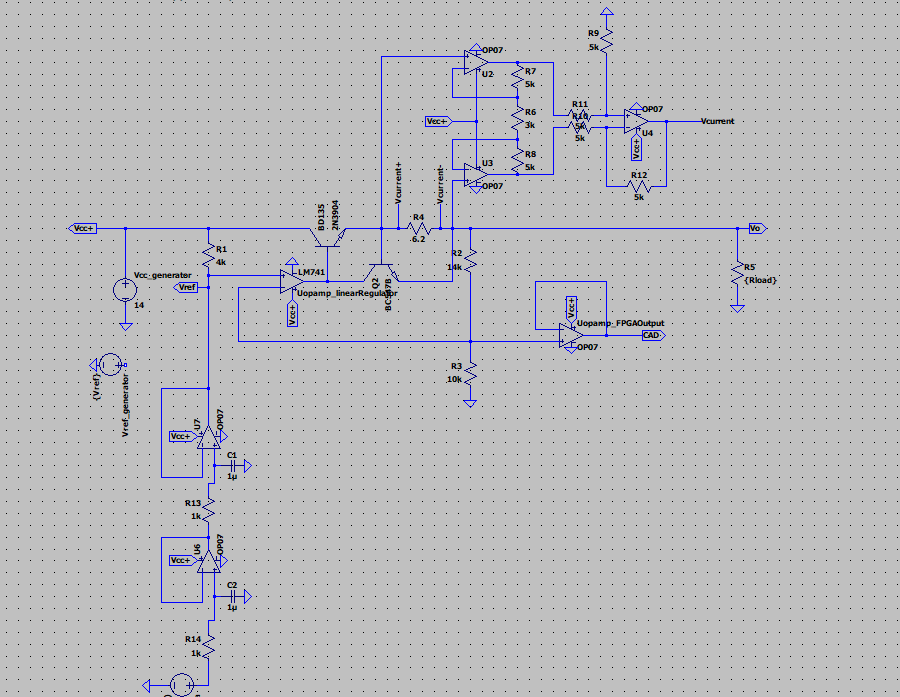 OP07
U2
R7
5k
R9
5k
R11
R10
5k
5k
OP07
U4
Vcc+
Vcurrent
R6
3k
Vcc+
R8
5k
U3
OP07
R12
5k
Vcurrent+
Vcurrent-
BD135
2N3904
Vcc+
R4
6.2
Vo
R1
4k
R2
14k
R5
{Rload}
Vcc_generator
14
Vref
LM741
Uopamp_linearRegulator
Vcc+
Q2
Vcc+
Uopamp_FPGAOutput
CAD
OP07
R3
10k
{Vref}
Vref_generator
U7
OP07
Vcc+
C1
1µ
R13
1k
U6
OP07
Vcc+
C2
1µ
R14
1k